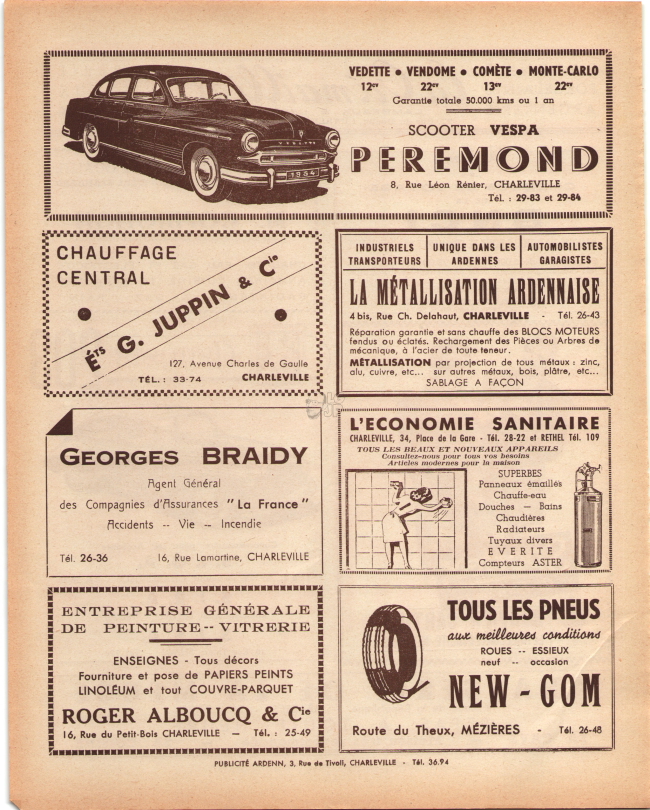 VEDETTE • VENDOME • COMÈTE • MONTE-CARLO
12cv 22cv 13cv 22cv
Garantie totale 50.000 kms ou 1 an
SCOOTER VESPA
PEREMOND
8, Rue Léon Rénier, CHARLEVILLE
Tél. : 29-83 et 29-84
VEDETTE
1954
CHAUFFAGE
CENTRAL
Éts G. JUPPIN & Cie
127, Avenue Charles de Gaulle
TÉL. : 33-74 CHARLEVILLE
INDUSTRIELS
TRANSPORTEURS
UNIQUE DANS LES
ARDENNES
AUTOMOBILISTES
GARAGISTES
LA MÉTALLISATION ARDENNAISE
4 bis, Rue Ch. Delahaut, CHARLEVILLE - Tél. 26-43
Réparation garantie et sans chauffe des BLOCS MOTEURS
fendus ou éclatés. Rechargement des Pièces ou Arbres de
mécanique, à l'acier de toute teneur.
MÉTALLISATION par projection de tous métaux : zinc,
alu, cuivre, etc... sur autres métaux, bois, plâtre, etc...
SABLAGE A FAÇON
GEORGES BRAIDY
Agent Général
des Compagnies d'Assurances "La France"
Accidents -- Vie -- Incendie
Tél. 26-36 16, Rue Lamartine, CHARLEVILLE
L'ECONOMIE SANITAIRE
CHARLEVILLE, 34, Place de la Gare - Tél. 28-22 et RETHEL Tél. 109
TOUS LES BEAUX ET NOUVEAUX APPAREILS
Consultez-nous pour tous vos besoins
Articles modernes pour la maison
SUPERBES
Panneaux émaillés
Chauffe-eau
Douches - Bains
Chaudières
Radiateurs
Tuyaux divers
EVERITE
Compteurs ASTER
ENTREPRISE GÉNÉRALE
DE PEINTURE -- VITRERIE
ENSEIGNES - Tous décors
Fourniture et pose de PAPIERS PEINTS
LINOLÉUM et tout COUVRE-PARQUET
ROGER ALBOUCQ & Cie
16, Rue du Petit-Bois CHARLEVILLE — Tél. : 25-49
TOUS LES PNEUS
aux meilleures conditions
ROUES -- ESSIEUX
neuf -- occasion
NEW - GOM
Route du Theux, MÉZIÈRES - Tél. 26-48
PUBLICITÉ ARDENN, 3, Rue de Tivoli, CHARLEVILLE - Tél. 36.94